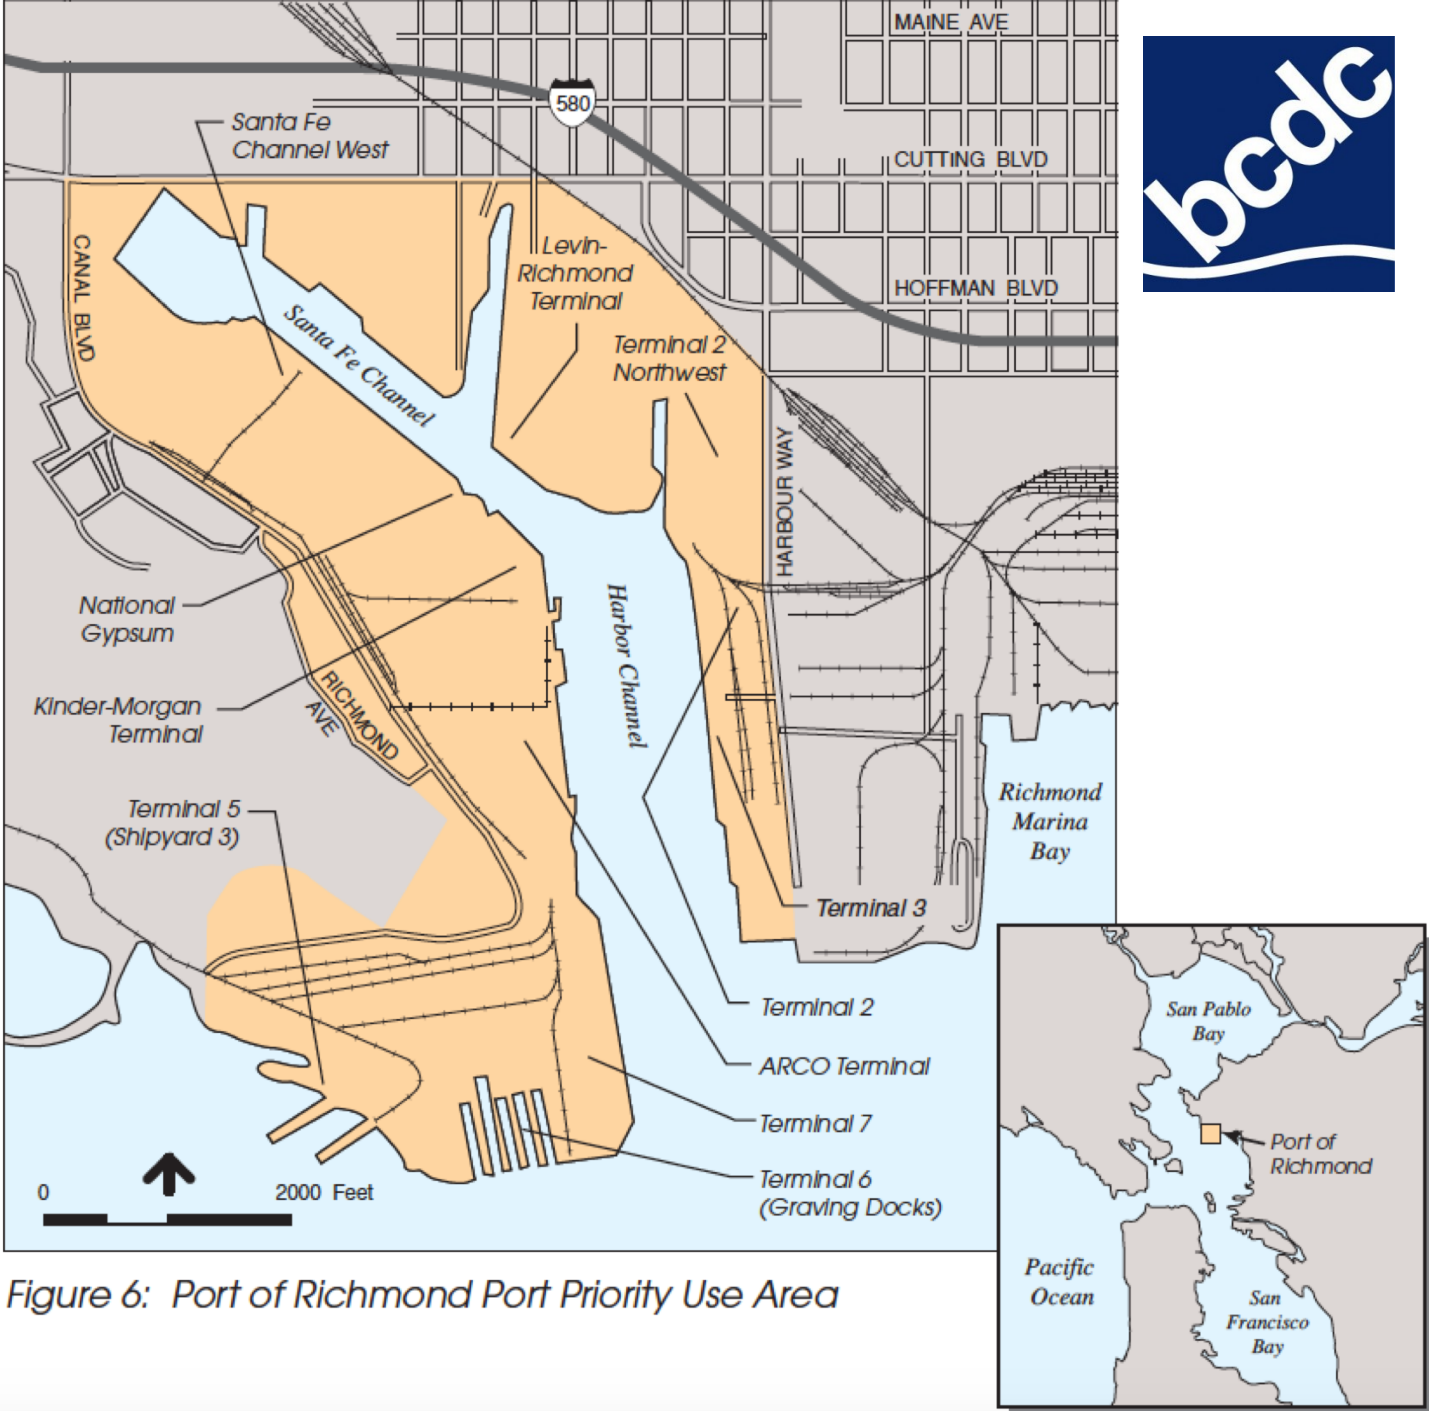 MAINE AVE
bcdc
580
Santa Fe
Channel West
CUTTING BLVD
CANAL BLVD
Levin-
Richmond
Terminal
HOFFMAN BLVD
Santa Fe Channel
Terminal 2
Northwest
HARBOUR WAY
National
Gypsum
Harbor Channel
Kinder-Morgan
Terminal
RICHMOND
AVE
Terminal 5
(Shipyard 3)
Richmond
Marina
Bay
Terminal 3
Terminal 2
ARCO Terminal
Terminal 7
Terminal 6
(Graving Docks)
0 2000 Feet
San Pablo
Bay
Port of
Richmond
Pacific
Ocean
San
Francisco
Bay
Figure 6: Port of Richmond Port Priority Use Area